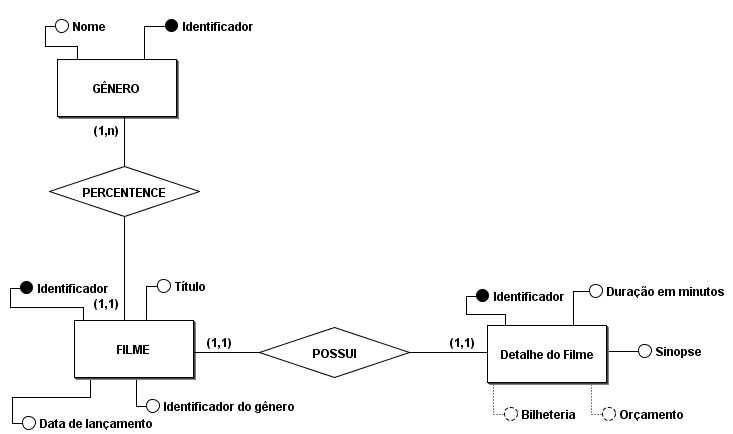 Nome
Identificador
GÊNERO
(1,n)
PERCENTENCE
Identificador
(1,1)
Título
FILME
(1,1)
POSSUI
(1,1)
Identificador
Duração em minutos
Detalhe do Filme
Sinopse
Identificador do gênero
Data de lançamento
Bilheteria
Orçamento